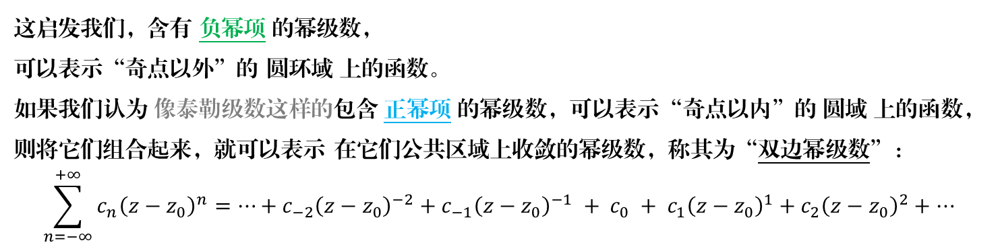 这启发我们，含有 负幂项 的幂级数，
可以表示“奇点以外”的 圆环域 上的函数。
如果我们认为 像泰勒级数这样的包含 正幂项 的幂级数，可以表示“奇点以内”的 圆域 上的函数，
则将它们组合起来，就可以表示 在它们公共区域上收敛的幂级数，称其为“双边幂级数”：
\sum_{n=-∞}^{+∞} c_n(z − z_0)^n = ⋯ + c_{−2}(z − z_0)^{−2} + c_{−1}(z − z_0)^{−1} + c_0 + c_1(z − z_0)^1 + c_2(z − z_0)^2 + ⋯